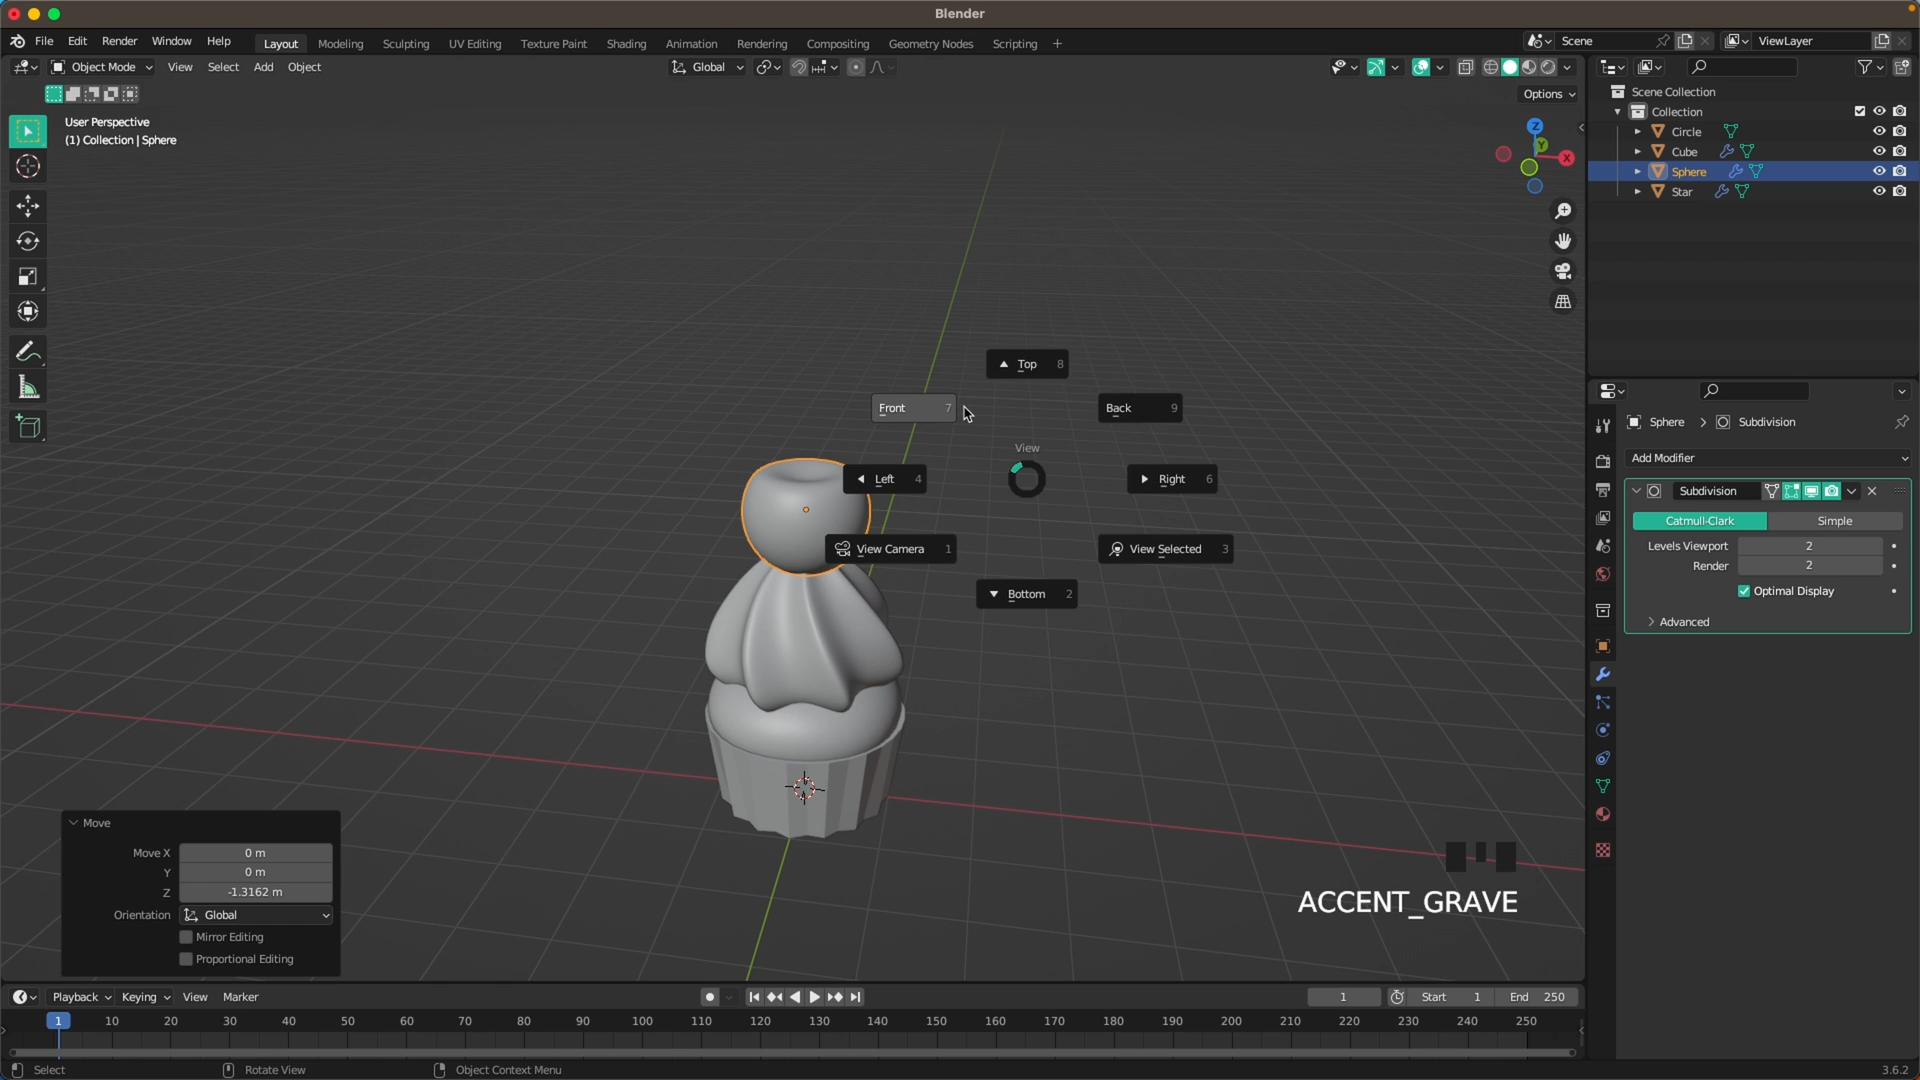 Blender
File Edit Render Window Help
Layout Modeling Sculpting UV Editing Texture Paint Shading Animation Rendering Compositing Geometry Nodes Scripting +
Scene ViewLayer
Object Mode View Select Add Object
Global
Options
User Perspective
(1) Collection | Sphere
Z
Y
X
Scene Collection
Collection
Circle
Cube
Sphere
Star
Top 8
Front 7
Back 9
View
Left 4
Right 6
View Camera 1
View Selected 3
Bottom 2
Sphere > Subdivision
Add Modifier
Subdivision
Catmull-Clark Simple
Levels Viewport 2
Render 2
Optimal Display
Advanced
Move
Move X 0 m
Y 0 m
Z -1.3162 m
Orientation Global
Mirror Editing
Proportional Editing
ACCENT_GRAVE
Playback Keying View Marker
1 Start 1 End 250
1 10 20 30 40 50 60 70 80 90 100 110 120 130 140 150 160 170 180 190 200 210 220 230 240 250
Select Rotate View Object Context Menu 3.6.2